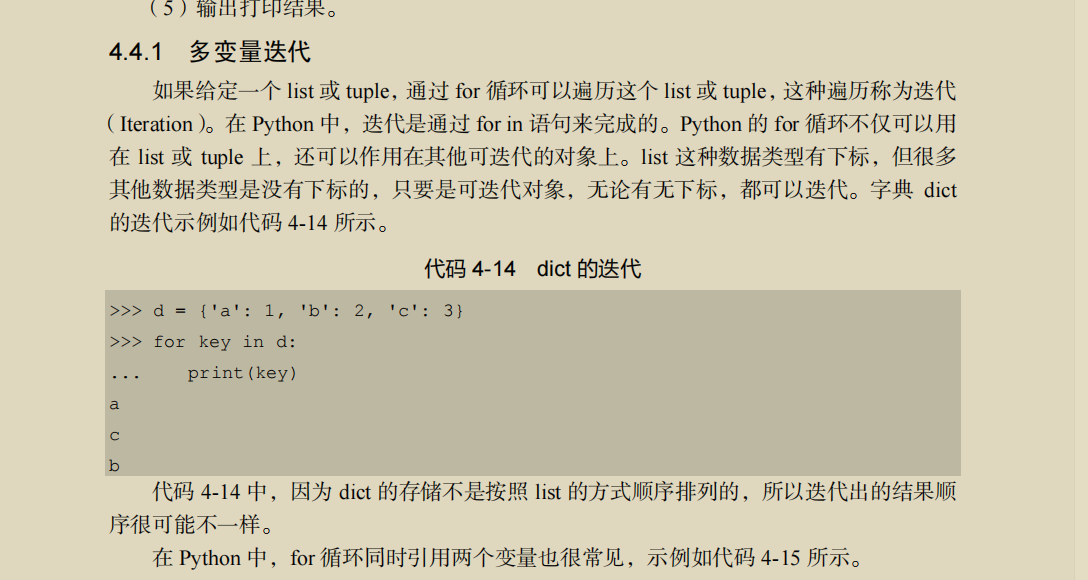 （5）输出打印结果。
4.4.1 多变量迭代
如果给定一个 list 或 tuple，通过 for 循环可以遍历这个 list 或 tuple，这种遍历称为迭代
（Iteration）。在 Python 中，迭代是通过 for in 语句来完成的。Python 的 for 循环不仅可以用
在 list 或 tuple 上，还可以作用在其他可迭代的对象上。list 这种数据类型有下标，但很多
其他数据类型是没有下标的，只要是可迭代对象，无论有无下标，都可以迭代。字典 dict
的迭代示例如代码 4-14 所示。
代码 4-14 dict 的迭代
>>> d = {'a': 1, 'b': 2, 'c': 3}
>>> for key in d:
...    print(key)
a
c
b
代码 4-14 中，因为 dict 的存储不是按照 list 的方式顺序排列的，所以迭代出的结果顺
序很可能不一样。
在 Python 中，for 循环同时引用两个变量也很常见，示例如代码 4-15 所示。